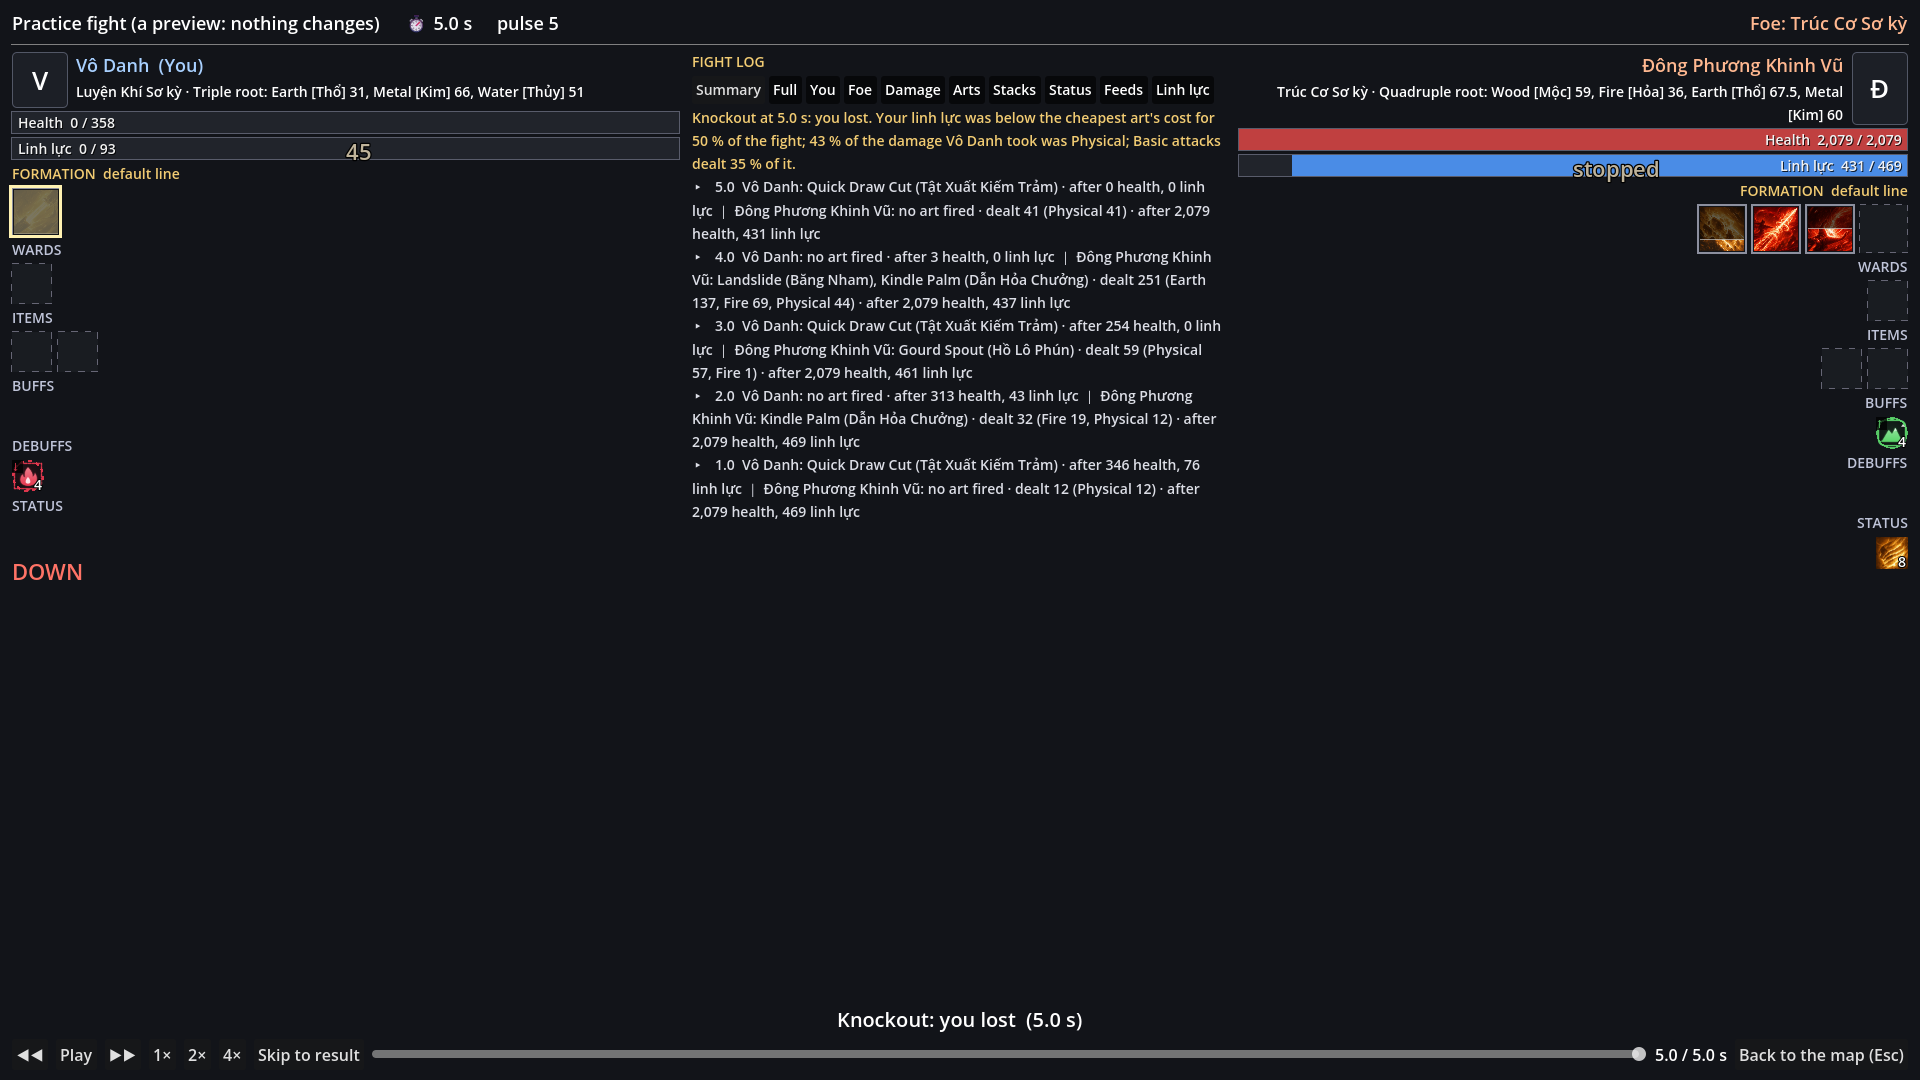 Practice fight (a preview: nothing changes)
5.0 s
pulse 5
Foe: Trúc Cơ Sơ kỳ
V
Vô Danh (You)
Luyện Khí Sơ kỳ · Triple root: Earth [Thổ] 31, Metal [Kim] 66, Water [Thủy] 51
Health 0 / 358
Linh lực 0 / 93
45
FORMATION default line
WARDS
ITEMS
BUFFS
DEBUFFS
4
STATUS
DOWN
FIGHT LOG
Summary Full You Foe Damage Arts Stacks Status Feeds Linh lực
Knockout at 5.0 s: you lost. Your linh lực was below the cheapest art's cost for
50 % of the fight; 43 % of the damage Vô Danh took was Physical; Basic attacks
dealt 35 % of it.
‣ 5.0 Vô Danh: Quick Draw Cut (Tật Xuất Kiếm Trảm) · after 0 health, 0 linh
lực | Đông Phương Khinh Vũ: no art fired · dealt 41 (Physical 41) · after 2,079
health, 431 linh lực
‣ 4.0 Vô Danh: no art fired · after 3 health, 0 linh lực | Đông Phương Khinh
Vũ: Landslide (Băng Nham), Kindle Palm (Dẫn Hỏa Chưởng) · dealt 251 (Earth
137, Fire 69, Physical 44) · after 2,079 health, 437 linh lực
‣ 3.0 Vô Danh: Quick Draw Cut (Tật Xuất Kiếm Trảm) · after 254 health, 0 linh
lực | Đông Phương Khinh Vũ: Gourd Spout (Hồ Lô Phún) · dealt 59 (Physical
57, Fire 1) · after 2,079 health, 461 linh lực
‣ 2.0 Vô Danh: no art fired · after 313 health, 43 linh lực | Đông Phương
Khinh Vũ: Kindle Palm (Dẫn Hỏa Chưởng) · dealt 32 (Fire 19, Physical 12) · after
2,079 health, 469 linh lực
‣ 1.0 Vô Danh: Quick Draw Cut (Tật Xuất Kiếm Trảm) · after 346 health, 76
linh lực | Đông Phương Khinh Vũ: no art fired · dealt 12 (Physical 12) · after
2,079 health, 469 linh lực
Đông Phương Khinh Vũ
Đ
Trúc Cơ Sơ kỳ · Quadruple root: Wood [Mộc] 59, Fire [Hỏa] 36, Earth [Thổ] 67.5, Metal
[Kim] 60
Health 2,079 / 2,079
stopped
Linh lực 431 / 469
FORMATION default line
WARDS
ITEMS
BUFFS
4
DEBUFFS
STATUS
8
Knockout: you lost (5.0 s)
◀◀ Play ▶▶ 1× 2× 4× Skip to result
5.0 / 5.0 s
Back to the map (Esc)